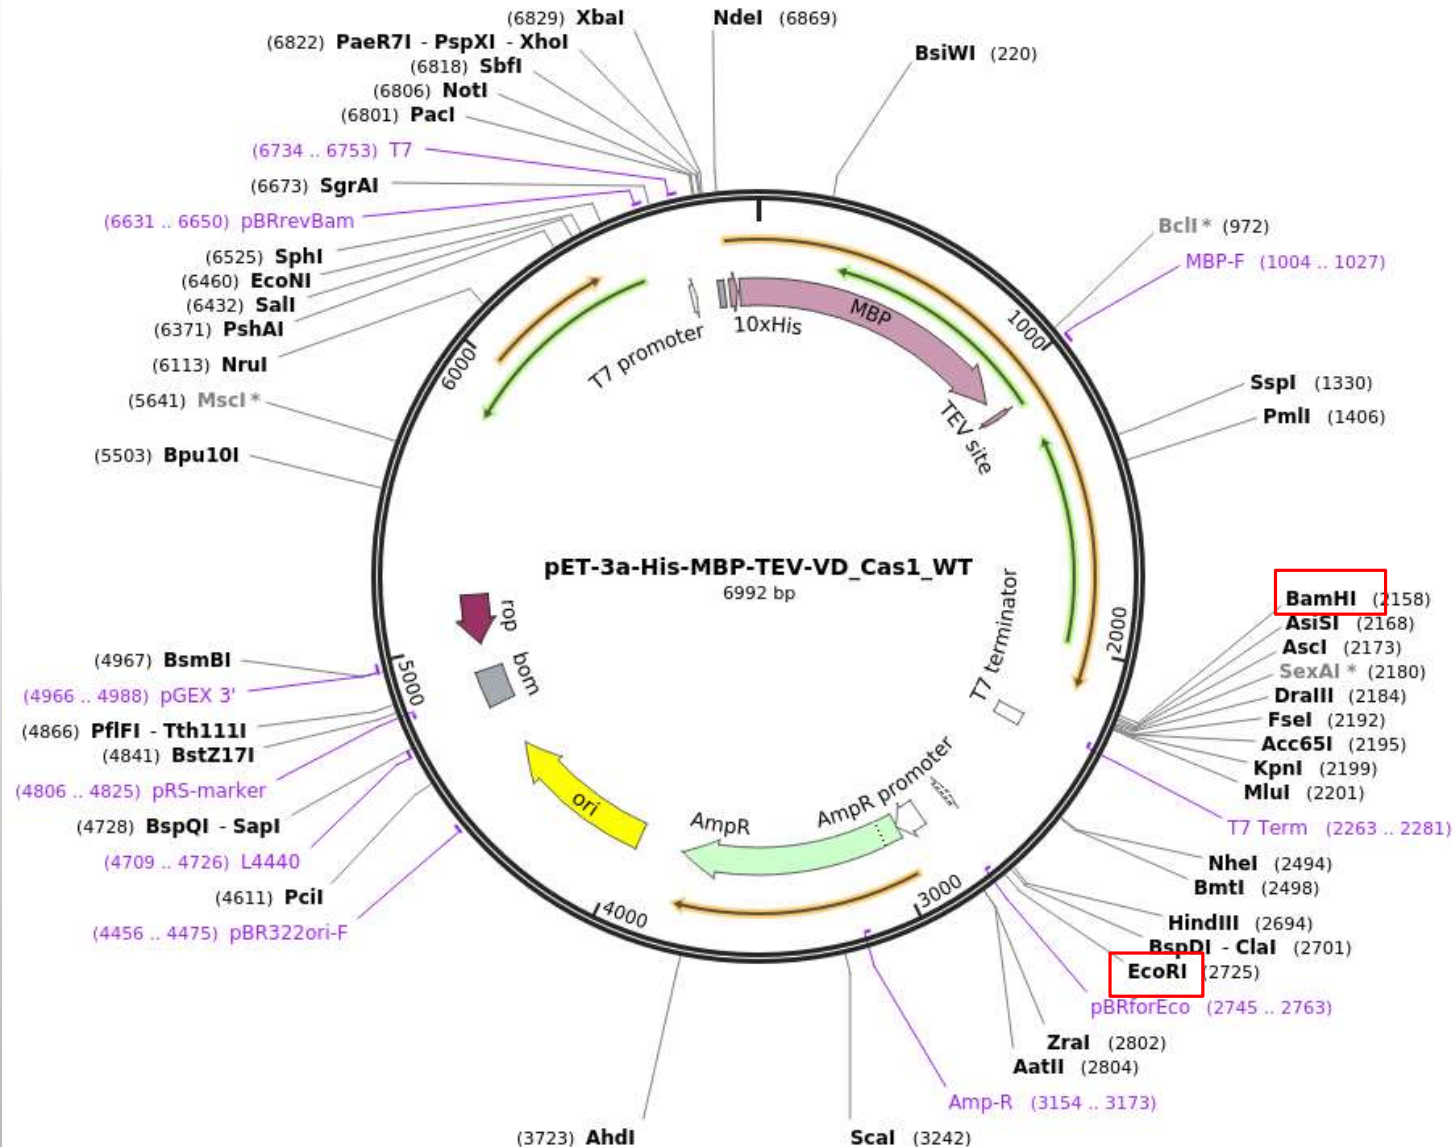 (6829) XbaI
NdeI (6869)
(6822) PaeR7I - PspXI - XhoI
BsiWI (220)
(6818) SbfI
(6806) NotI
(6801) PacI
(6734 .. 6753) T7
(6673) SgrAI
(6631 .. 6650) pBRrevBam
(6525) SphI
(6460) EcoNI
(6432) SalI
(6371) PshAI
(6113) NruI
(5641) MscI *
(5503) Bpu10I
BclI * (972)
MBP-F (1004 .. 1027)
SspI (1330)
PmlI (1406)
1000
6000
T7 promoter
10xHis
MBP
TEV site
pET-3a-His-MBP-TEV-VD_Cas1_WT
6992 bp
BamHI (2158)
AsiSI (2168)
AscI (2173)
SexAI * (2180)
DraIII (2184)
FseI (2192)
Acc65I (2195)
KpnI (2199)
MluI (2201)
T7 Term (2263 .. 2281)
NheI (2494)
BmtI (2498)
HindIII (2694)
BspDI - ClaI (2701)
EcoRI (2725)
pBRforEco (2745 .. 2763)
ZraI (2802)
AatII (2804)
Amp-R (3154 .. 3173)
ScaI (3242)
(3723) AhdI
2000
T7 terminator
rop
bom
ori
AmpR
AmpR promoter
3000
4000
5000
(4967) BsmBI
(4966 .. 4988) pGEX 3'
(4866) PflFI - Tth111I
(4841) BstZ17I
(4806 .. 4825) pRS-marker
(4728) BspQI - SapI
(4709 .. 4726) L4440
(4611) PciI
(4456 .. 4475) pBR322ori-F